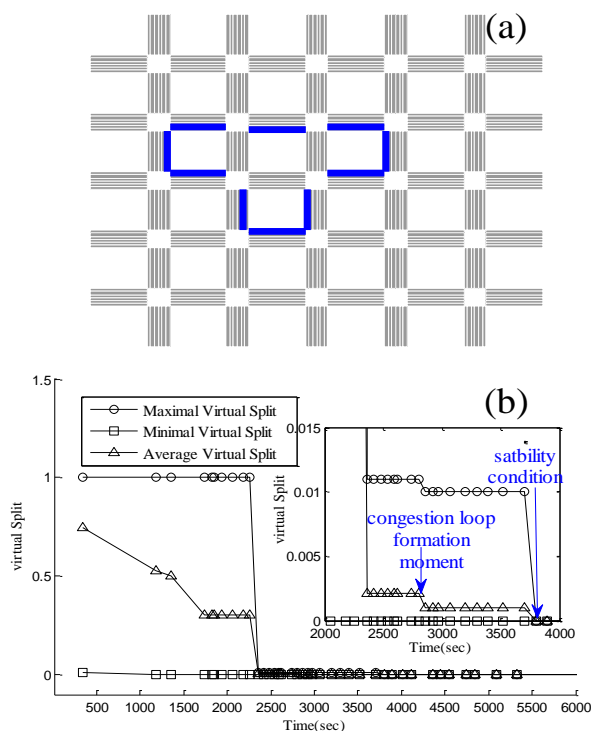 (a)
(b)
1.5
1
0.5
0
virtual Split
Maximal Virtual Split
Minimal Virtual Split
Average Virtual Split
0.015
0.01
0.005
0
virtual Split
satbility
condition
congestion loop
formation
moment
2000 2500 3000 3500 4000
Time(sec)
500 1000 1500 2000 2500 3000 3500 4000 4500 5000 5500 6000
Time(sec)